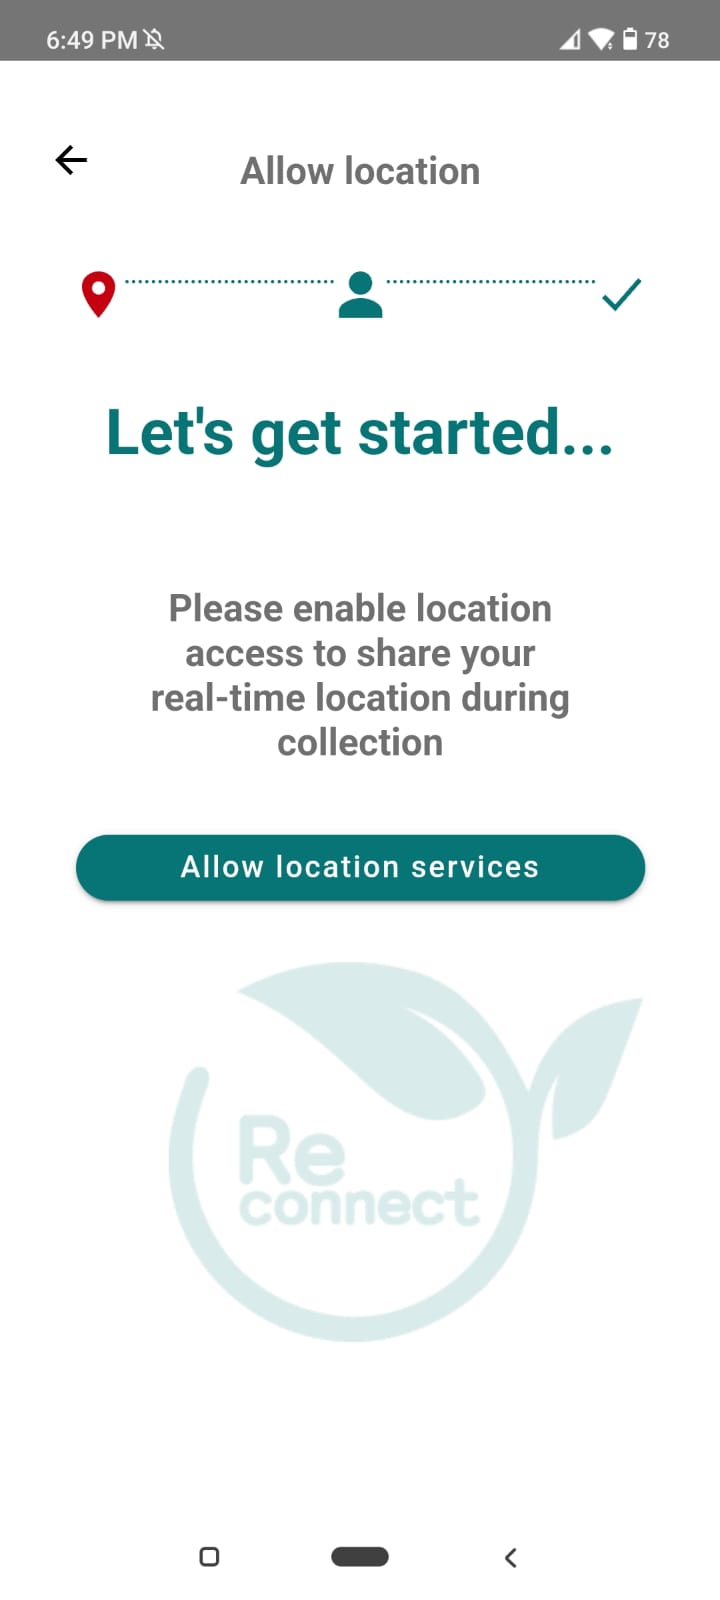 6:49 PM 78
Allow location
Let's get started...
Please enable location
access to share your
real-time location during
collection
Allow location services
Re
connect